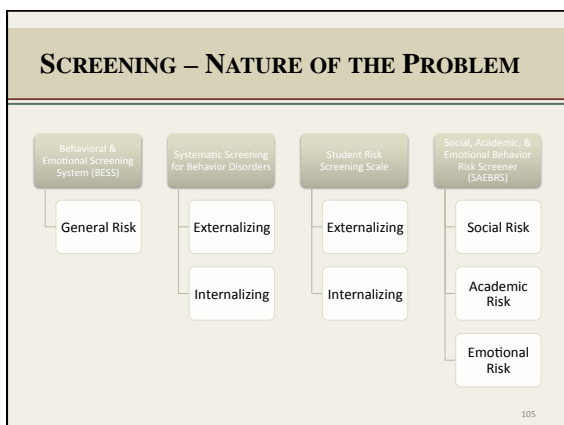 SCREENING – NATURE OF THE PROBLEM
Behavioral &
Emotional Screening
System (BESS)
General Risk
Systematic Screening
for Behavior Disorders
Externalizing
Internalizing
Student Risk
Screening Scale
Externalizing
Internalizing
Social, Academic, &
Emotional Behavior
Risk Screener
(SAEBRS)
Social Risk
Academic
Risk
Emotional
Risk
105